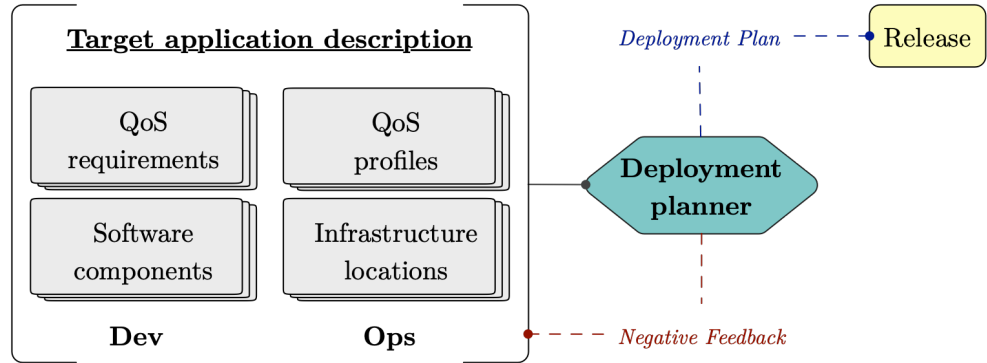 Target application description
QoS
requirements
QoS
profiles
Software
components
Infrastructure
locations
Dev
Ops
Deployment Plan
Release
Deployment
planner
Negative Feedback